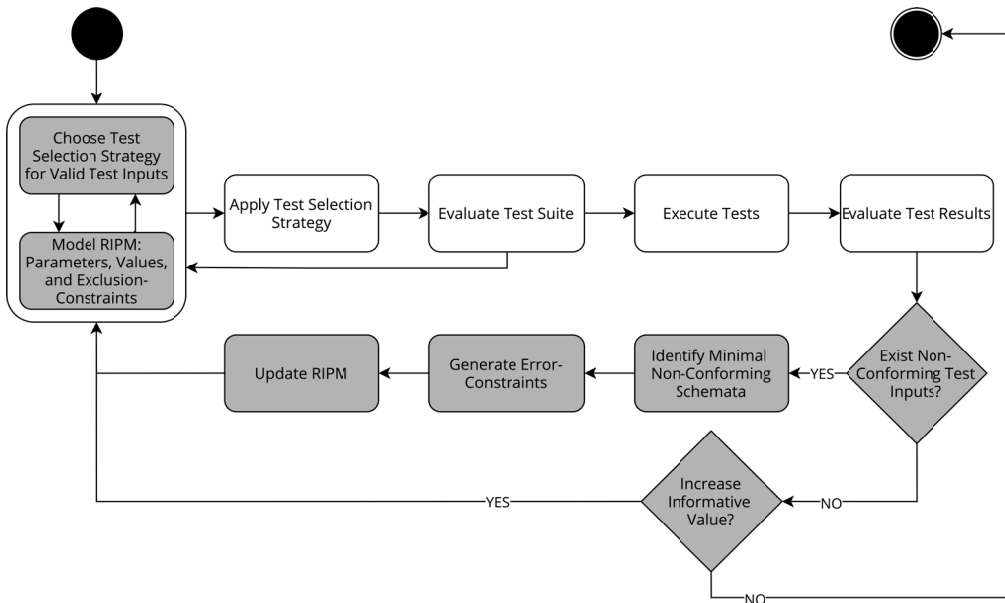 Choose Test
Selection Strategy
for Valid Test Inputs
Model RIPM:
Parameters, Values,
and Exclusion-
Constraints
Apply Test Selection
Strategy
Evaluate Test Suite
Execute Tests
Evaluate Test Results
Exist Non-
Conforming Test
Inputs?
YES
Identify Minimal
Non-Conforming
Schemata
Generate Error-
Constraints
Update RIPM
NO
Increase
Informative
Value?
YES
NO